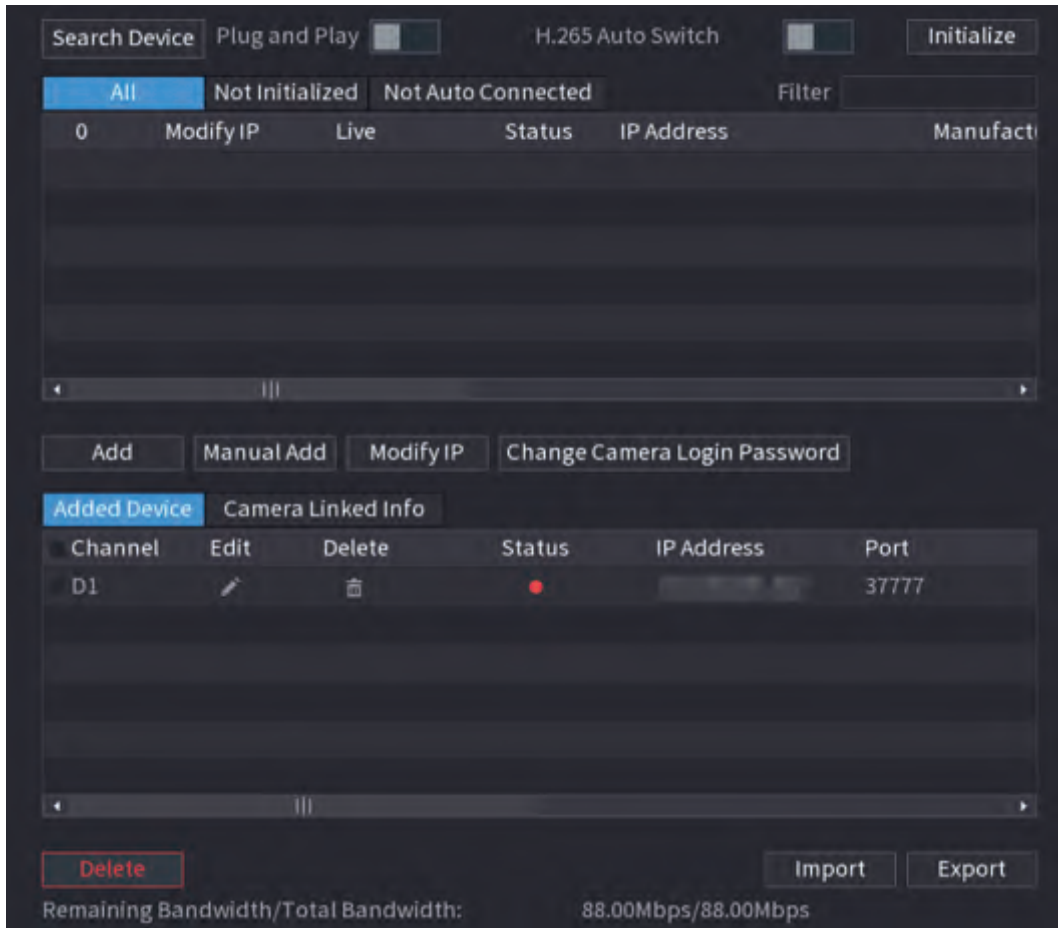 Search Device Plug and Play H.265 Auto Switch Initialize
All Not Initialized Not Auto Connected Filter
0 Modify IP Live Status IP Address Manufact
Add Manual Add Modify IP Change Camera Login Password
Added Device Camera Linked Info
Channel Edit Delete Status IP Address Port
D1 37777
Delete Import Export
Remaining Bandwidth/Total Bandwidth: 88.00Mbps/88.00Mbps